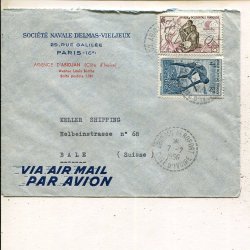 SOCIÉTÉ NAVALE DELMAS-VIELJEUX
29, RUE GALILÉE
PARIS-16e
AGENCE D'ABIDJAN (Côte d'Ivoire)
KELLER SHIPPING
Holbeinstrasse n° 68
BALE (Suisse)
VIA AIR MAIL
PAR AVION